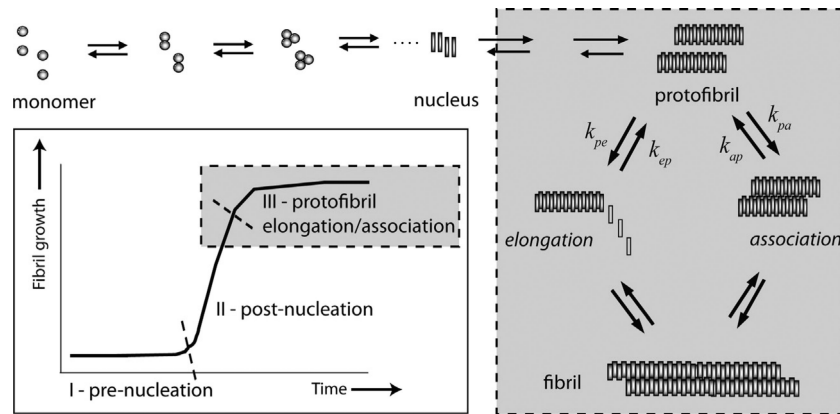 monomer
nucleus
protofibril
k_pe
k_ep
k_ap
k_pa
elongation
association
fibril
Fibril growth
III - protofibril
elongation/association
II - post-nucleation
I - pre-nucleation
Time